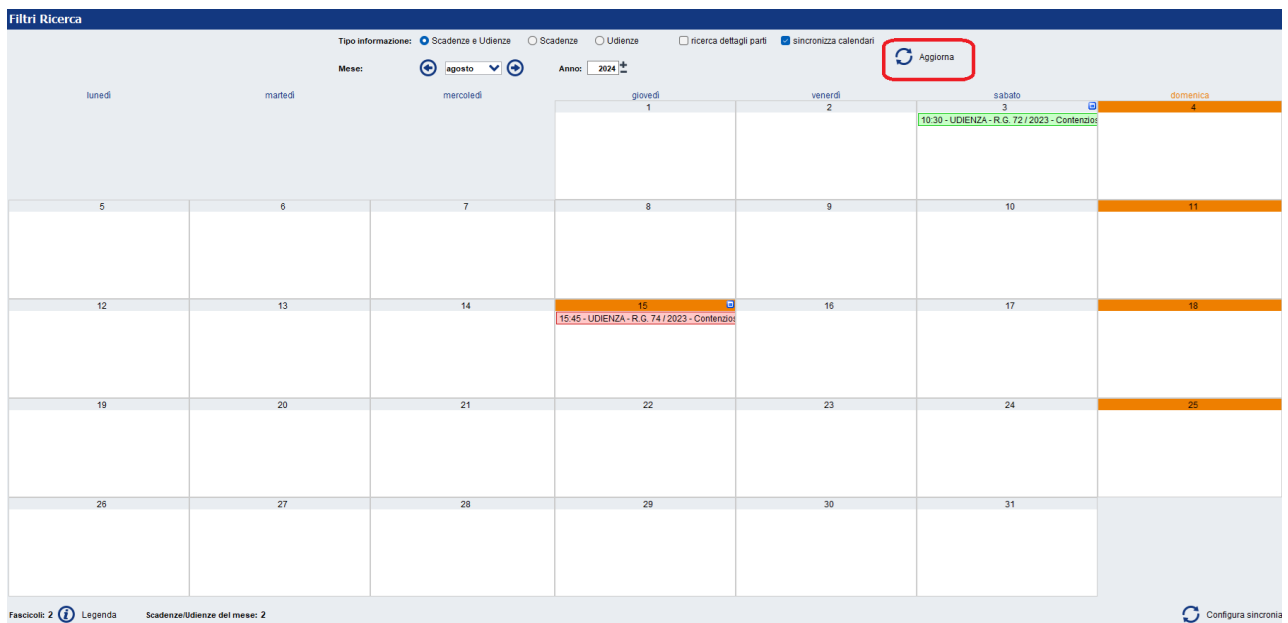 Filtri Ricerca
Tipo informazione: Scadenze e Udienze Scadenze Udienze ricerca dettagli parti sincronizza calendari
Aggiorna
Mese: agosto Anno: 2024
lunedì martedì mercoledì giovedì venerdì sabato domenica
1 2 3 4
10:30 - UDIENZA - R.G. 72 / 2023 - Contenzios
5 6 7 8 9 10 11
12 13 14 15 16 17 18
15:45 - UDIENZA - R.G. 74 / 2023 - Contenzios
19 20 21 22 23 24 25
26 27 28 29 30 31
Fascicoli: 2 Legenda Scadenze/Udienze del mese: 2 Configura sincronia